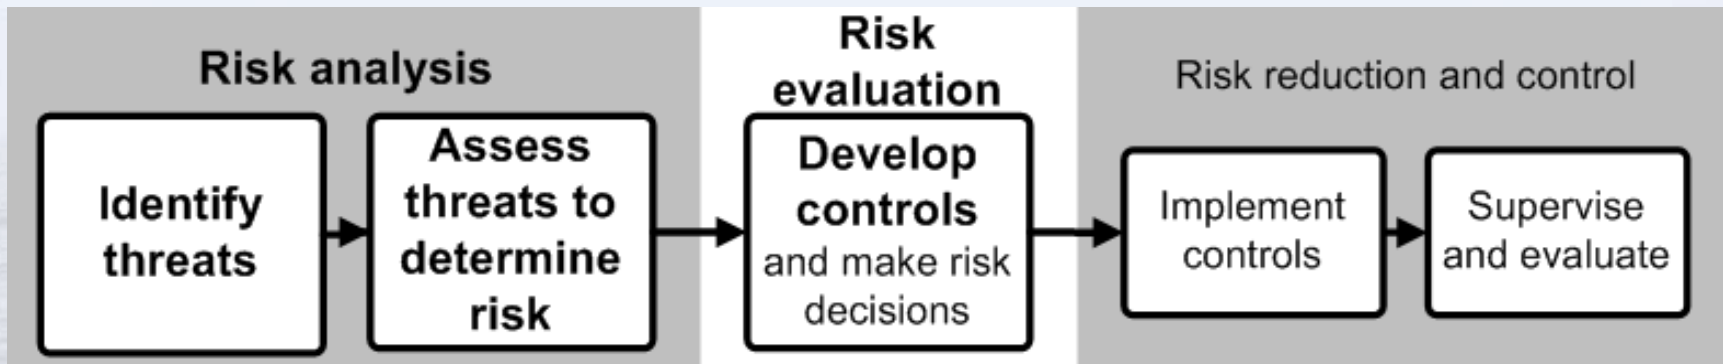 Risk analysis
Identify
threats
Assess
threats to
determine
risk
Risk
evaluation
Develop
controls
and make risk
decisions
Risk reduction and control
Implement
controls
Supervise
and evaluate